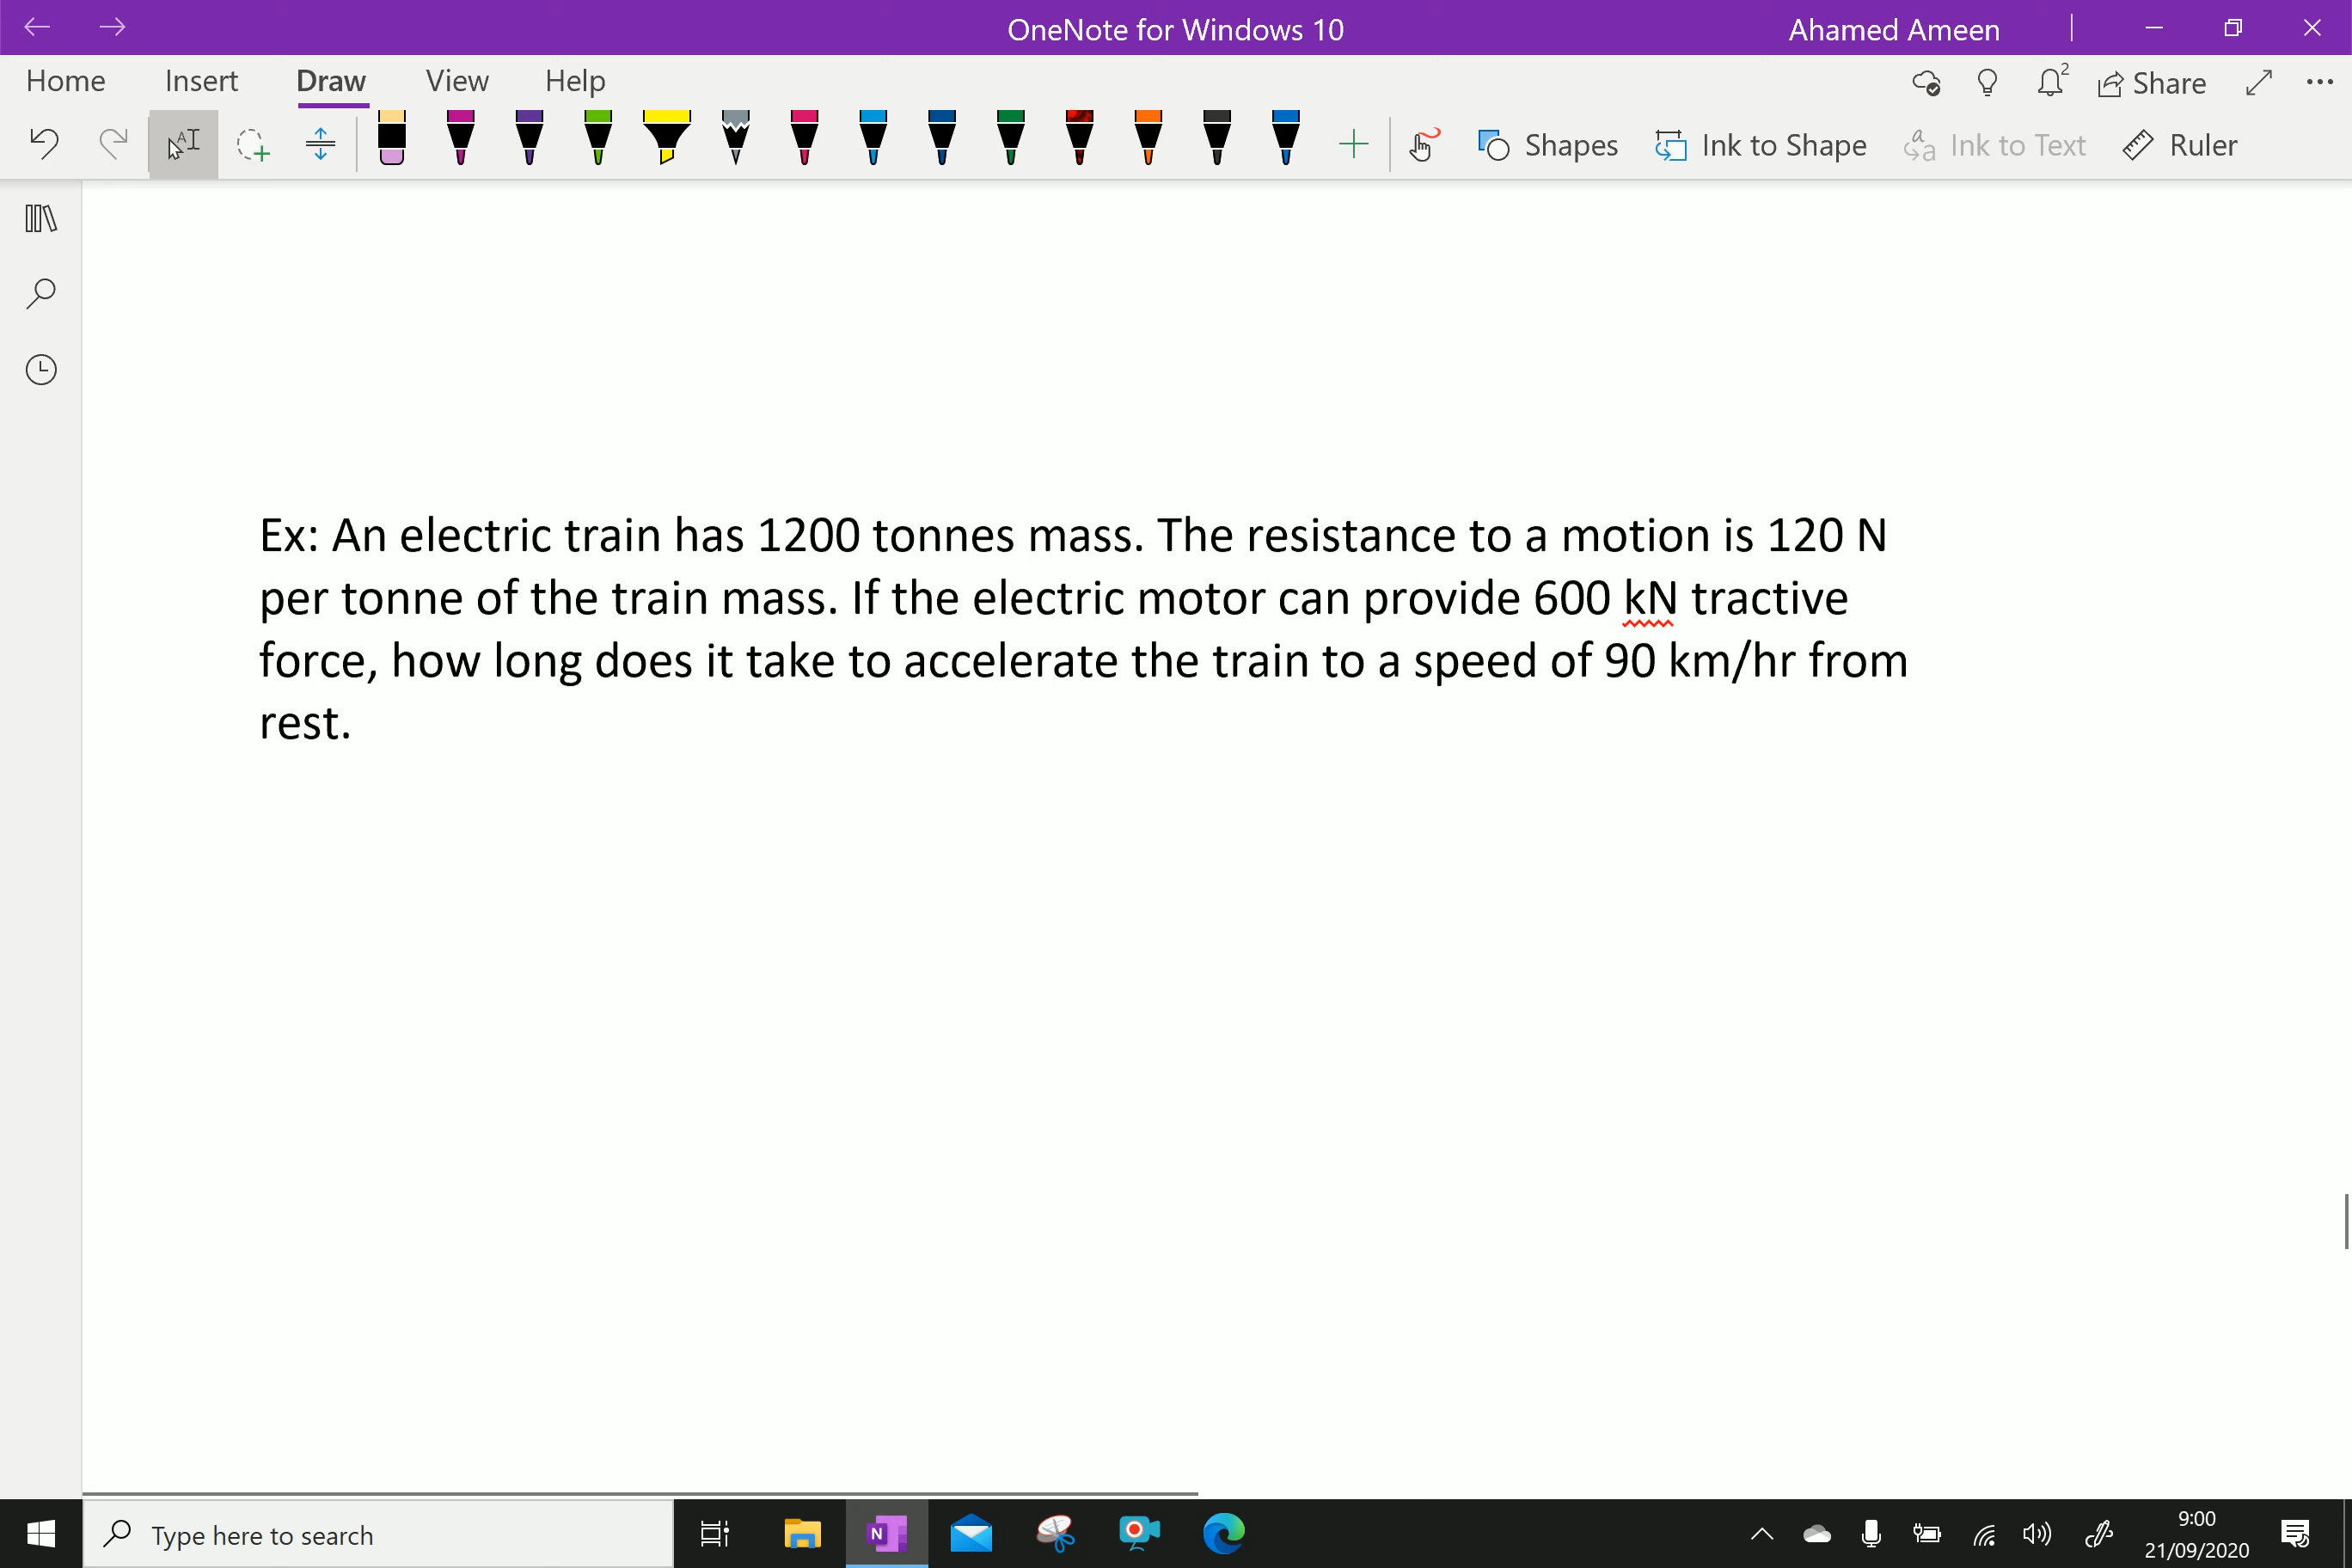 OneNote for Windows 10
Ahamed Ameen
Home Insert Draw View Help
2
Share
Shapes Ink to Shape Ink to Text Ruler
Ex: An electric train has 1200 tonnes mass. The resistance to a motion is 120 N
per tonne of the train mass. If the electric motor can provide 600 kN tractive
force, how long does it take to accelerate the train to a speed of 90 km/hr from
rest.
Type here to search
9:00
21/09/2020